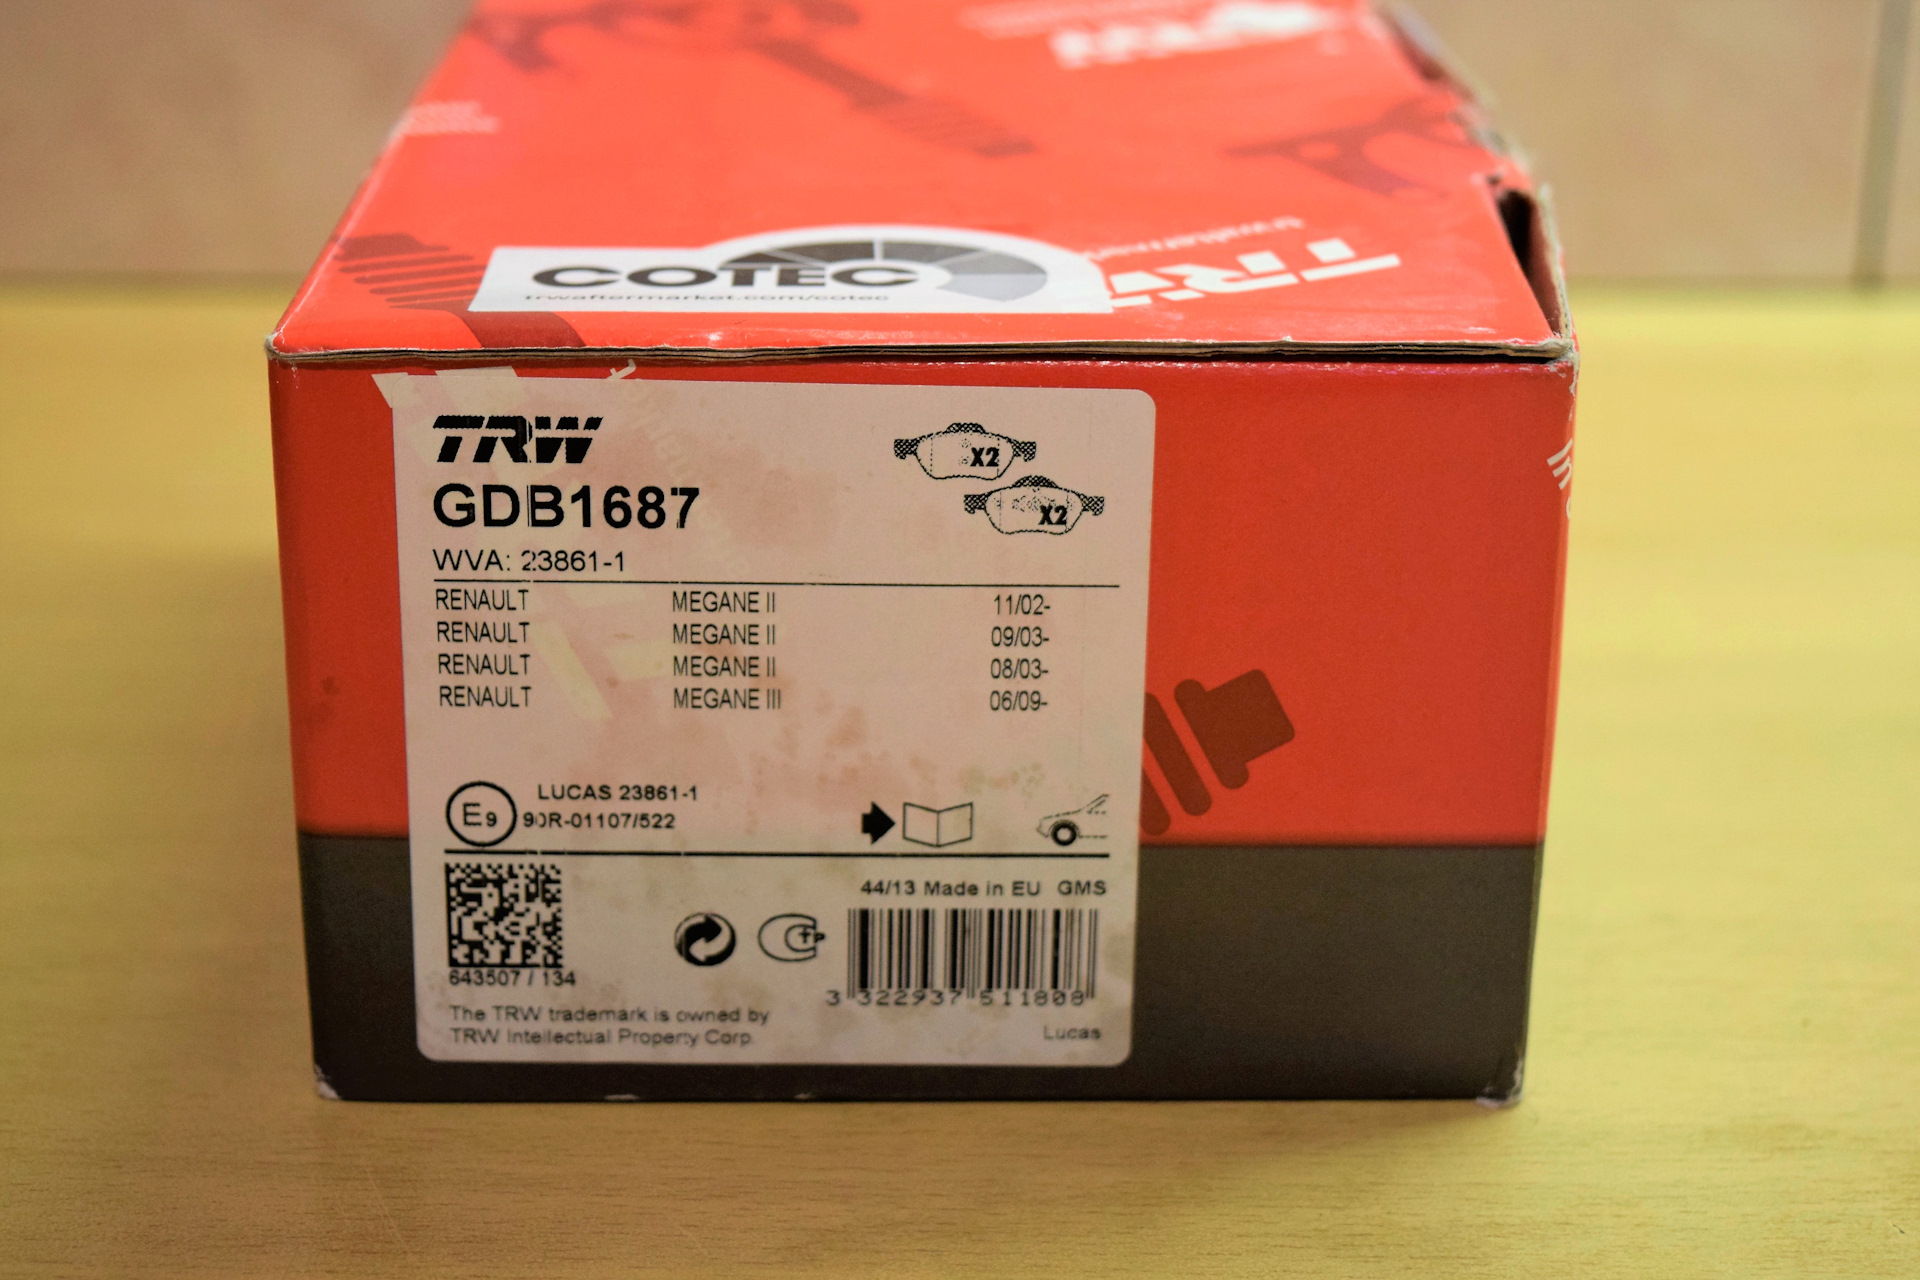 TRW
COTEC
trwaftermarket.com/cotec
TRW
TRW
GDB1687
WVA: 23861-1
X2
X2
RENAULT MEGANE II 11/02-
RENAULT MEGANE II 09/03-
RENAULT MEGANE II 08/03-
RENAULT MEGANE III 06/09-
E9
LUCAS 23861-1
90R-01107/522
44/13 Made in EU GMS
643507 / 134
3 322937 511808
The TRW trademark is owned by
TRW Intellectual Property Corp.
Lucas